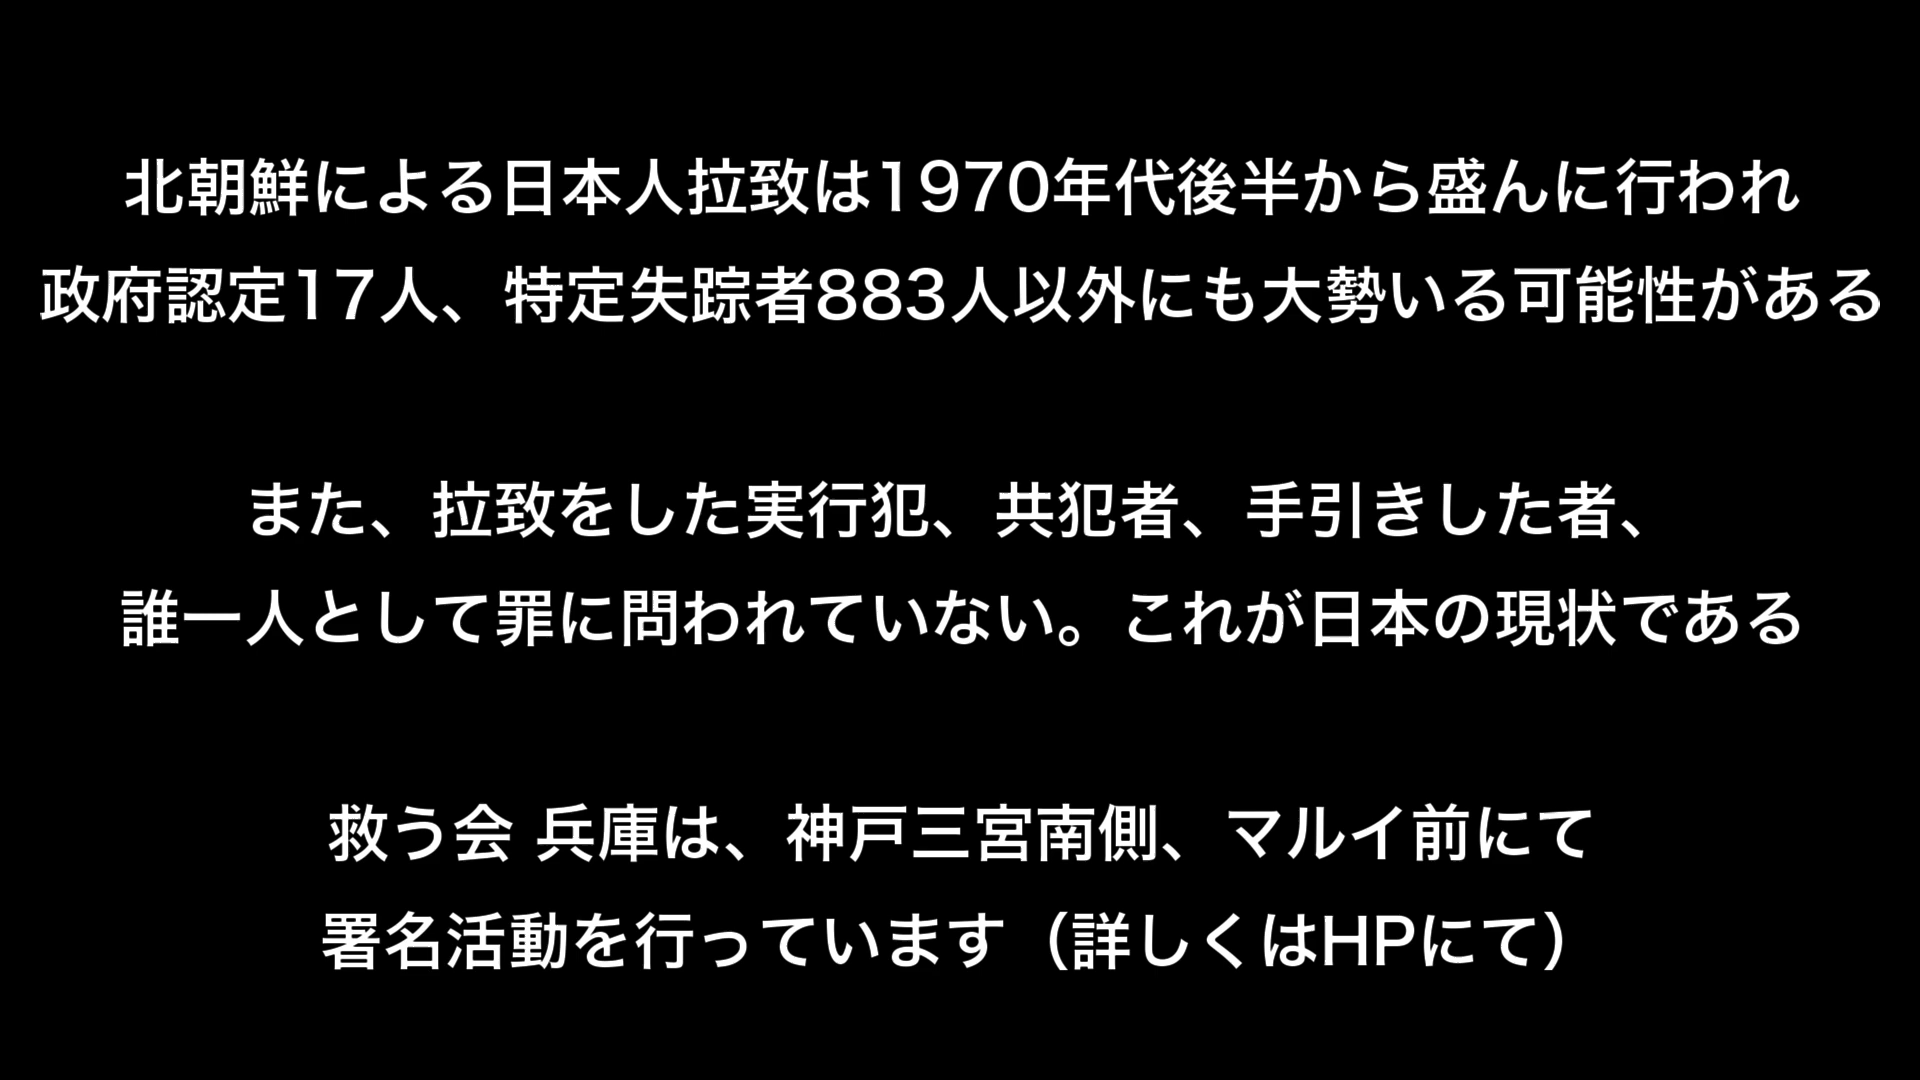 北朝鮮による日本人拉致は1970年代後半から盛んに行われ
政府認定17人、特定失踪者883人以外にも大勢いる可能性がある
また、拉致をした実行犯、共犯者、手引きした者、
誰一人として罪に問われていない。これが日本の現状である
救う会 兵庫は、神戸三宮南側、マルイ前にて
署名活動を行っています（詳しくはHPにて）